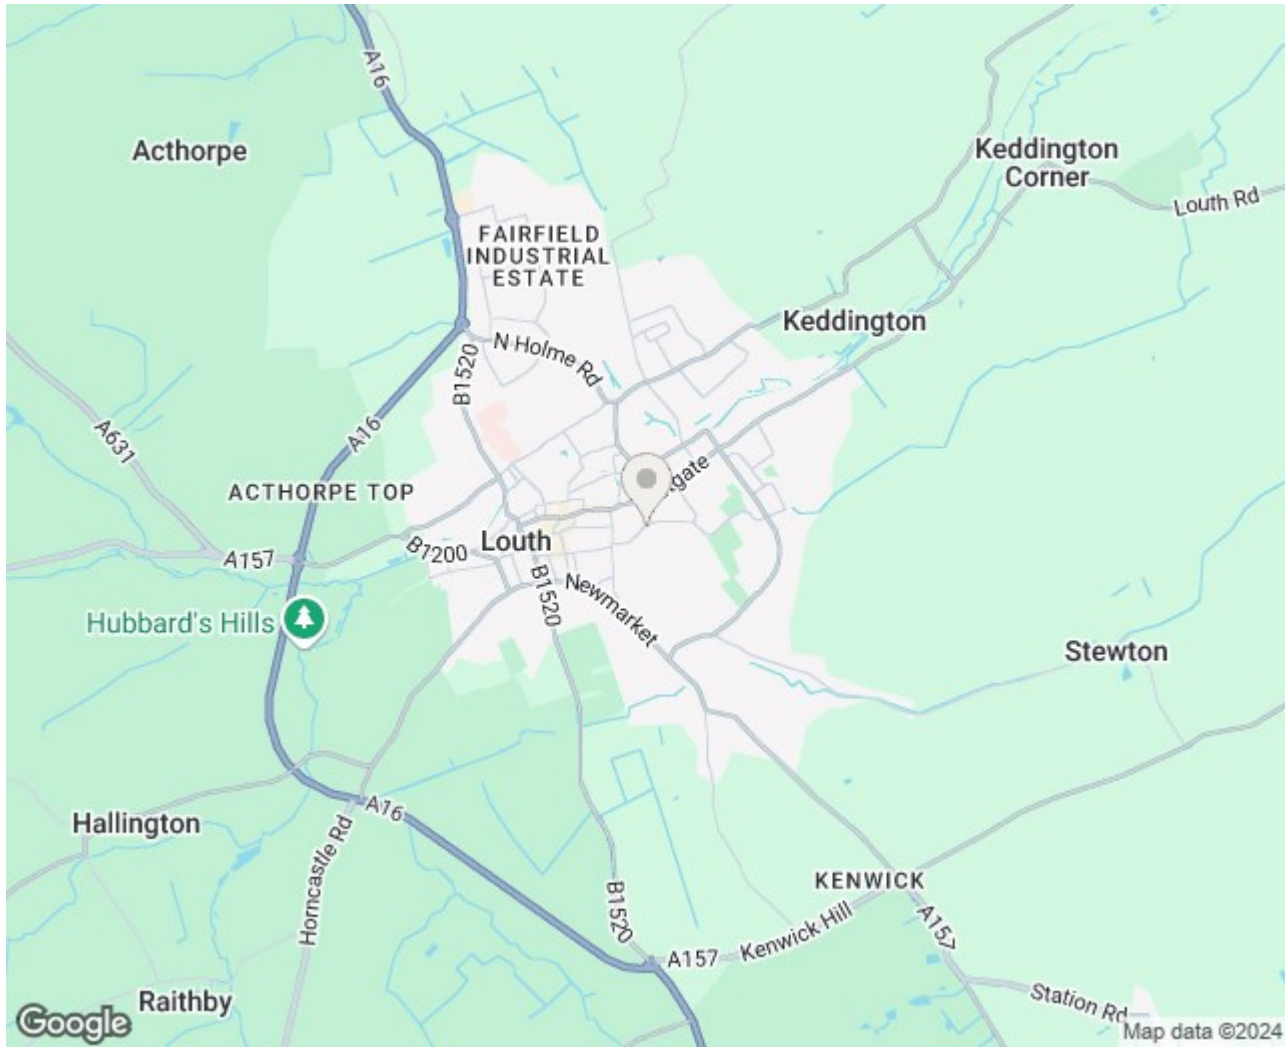 A16
Acthorpe
Keddington
Corner
Louth Rd
FAIRFIELD
INDUSTRIAL
ESTATE
Keddington
N Holme Rd
B1520
A16
A631
ACTHORPE TOP
Louth
B1200
A157
B1520
Newmarket
Hubbard's Hills
Stewton
Hallington
A16
Horncastle Rd
KENWICK
B1520
A157
Kenwick Hill
A157
Raithby
Station Rd
Google
Map data ©2024